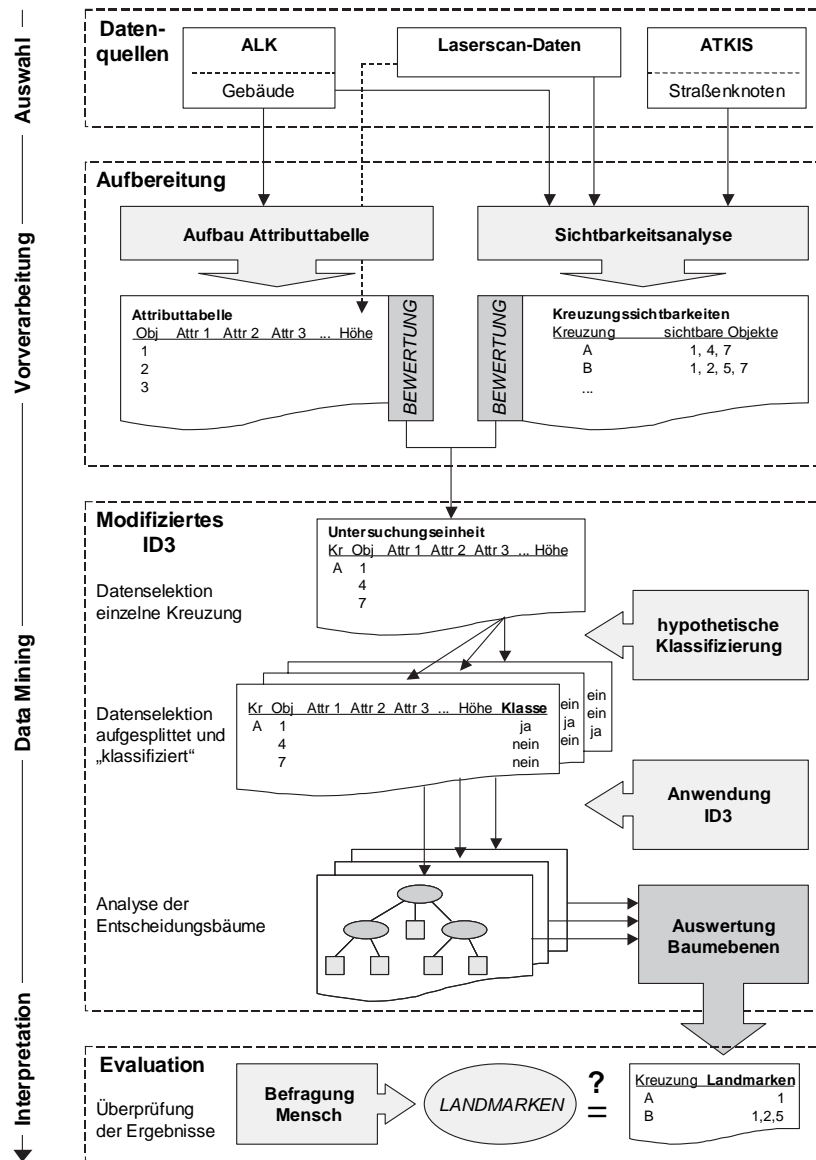 Auswahl
Vorverarbeitung
Data Mining
Interpretation
Daten-
quellen
ALK
Gebäude
Laserscan-Daten
ATKIS
Straßenknoten
Aufbereitung
Aufbau Attributtabelle
Sichtbarkeitsanalyse
Attributtabelle
Obj Attr 1 Attr 2 Attr 3 ... Höhe
1
2
3
BEWERTUNG
BEWERTUNG
Kreuzungssichtbarkeiten
Kreuzung sichtbare Objekte
A 1, 4, 7
B 1, 2, 5, 7
...
Modifiziertes
ID3
Datenselektion
einzelne Kreuzung
Untersuchungseinheit
Kr Obj Attr 1 Attr 2 Attr 3 ... Höhe
A 1
4
7
hypothetische
Klassifizierung
Datenselektion
aufgesplittet und
„klassifiziert“
Kr Obj Attr 1 Attr 2 Attr 3 ... Höhe Klasse
A 1 ja
4 nein
7 nein
ein
ja
ein
ein
ein
ja
Anwendung
ID3
Analyse der
Entscheidungsbäume
Auswertung
Baumebenen
Evaluation
Überprüfung
der Ergebnisse
Befragung
Mensch
LANDMARKEN
?
=
Kreuzung Landmarken
A 1
B 1,2,5